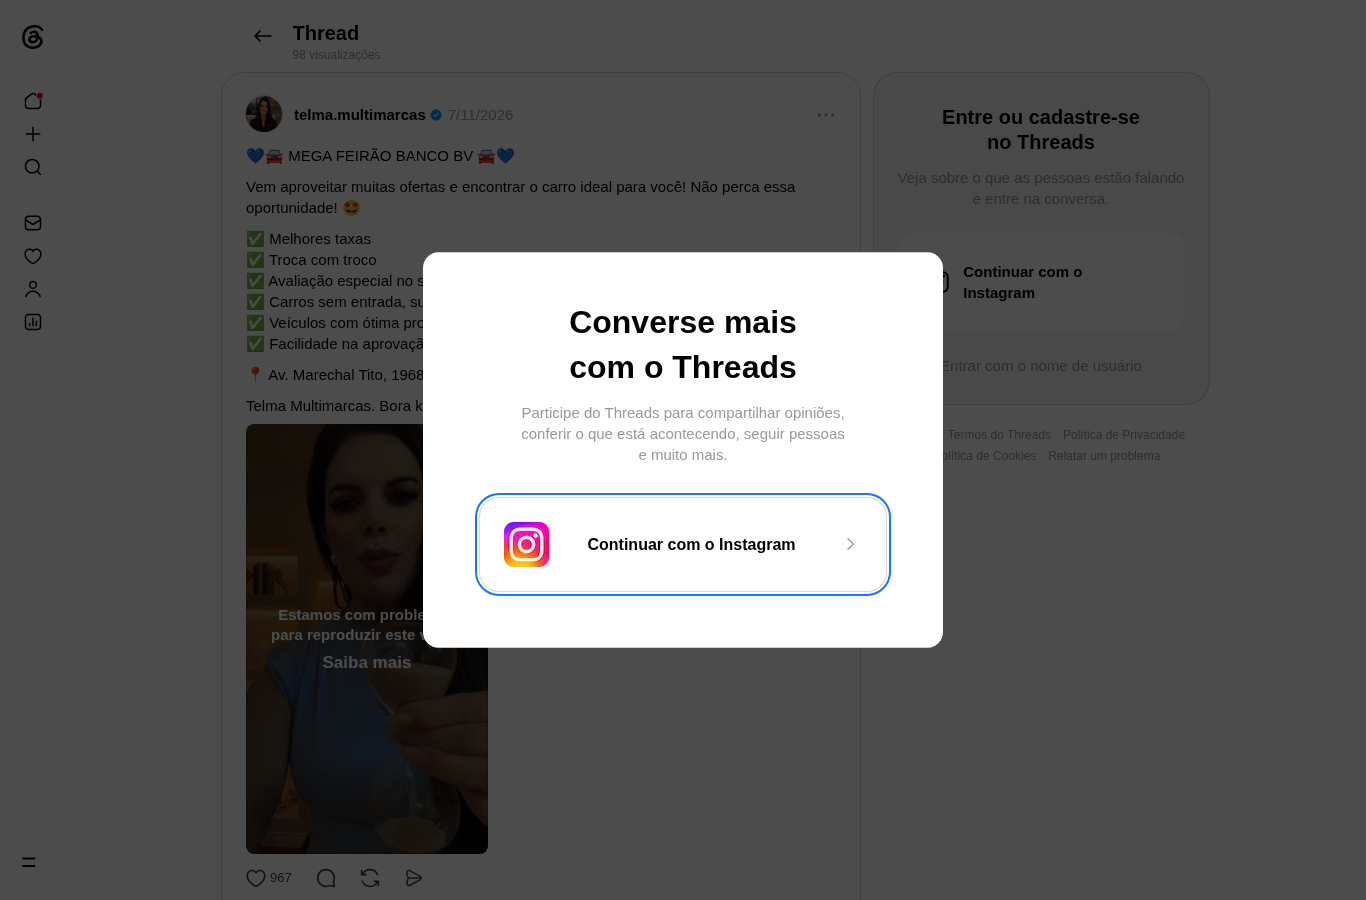 Thread
98 visualizações
telma.multimarcas 7/11/2026
💙🚘 MEGA FEIRÃO BANCO BV 🚘💙
Vem aproveitar muitas ofertas e encontrar o carro ideal para você! Não perca essa
oportunidade! 🤩
✅ Melhores taxas
✅ Troca com troco
✅ Avaliação especial no
✅ Carros sem entrada,
✅ Veículos com ótima
✅ Facilidade na
📍 Av. Marechal Tito, 1968
Telma Multimarcas. Bora
Estamos com
para reproduzir este
Saiba mais
967
Converse mais
com o Threads
Participe do Threads para compartilhar opiniões,
conferir o que está acontecendo, seguir pessoas
e muito mais.
Continuar com o Instagram
Entre ou cadastre-se
no Threads
Veja sobre o que as pessoas estão falando
e entre na conversa.
Continuar com o
Instagram
Entrar com o nome de usuário
Termos do Threads Política de Privacidade
de Cookies Relatar um problema